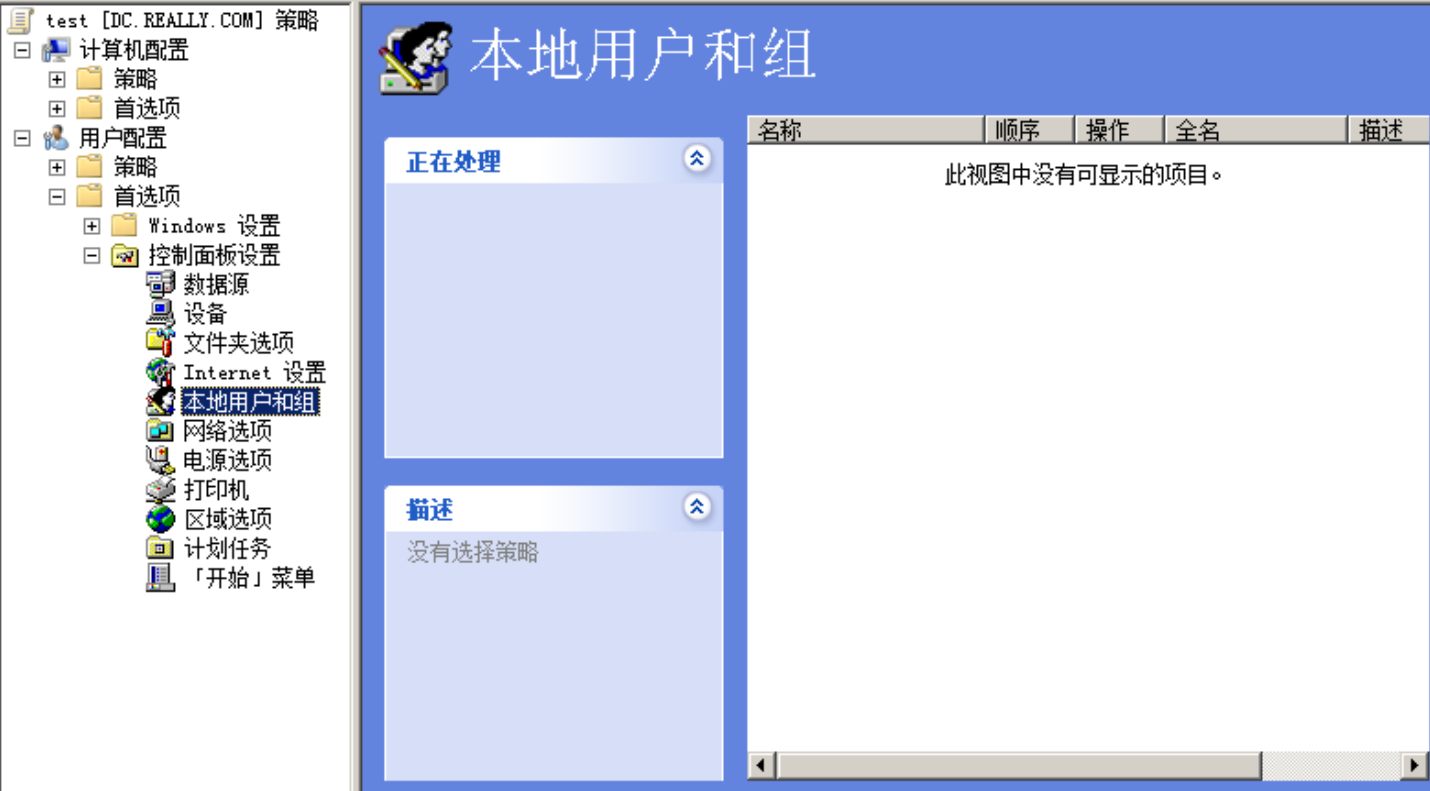 test [DC.REALLY.COM] 策略
计算机配置
策略
首选项
用户配置
策略
首选项
Windows 设置
控制面板设置
数据源
设备
文件夹选项
Internet 设置
本地用户和组
网络选项
电源选项
打印机
区域选项
计划任务
「开始」菜单
本地用户和组
正在处理
描述
没有选择策略
名称 顺序 操作 全名 描述
此视图中没有可显示的项目。